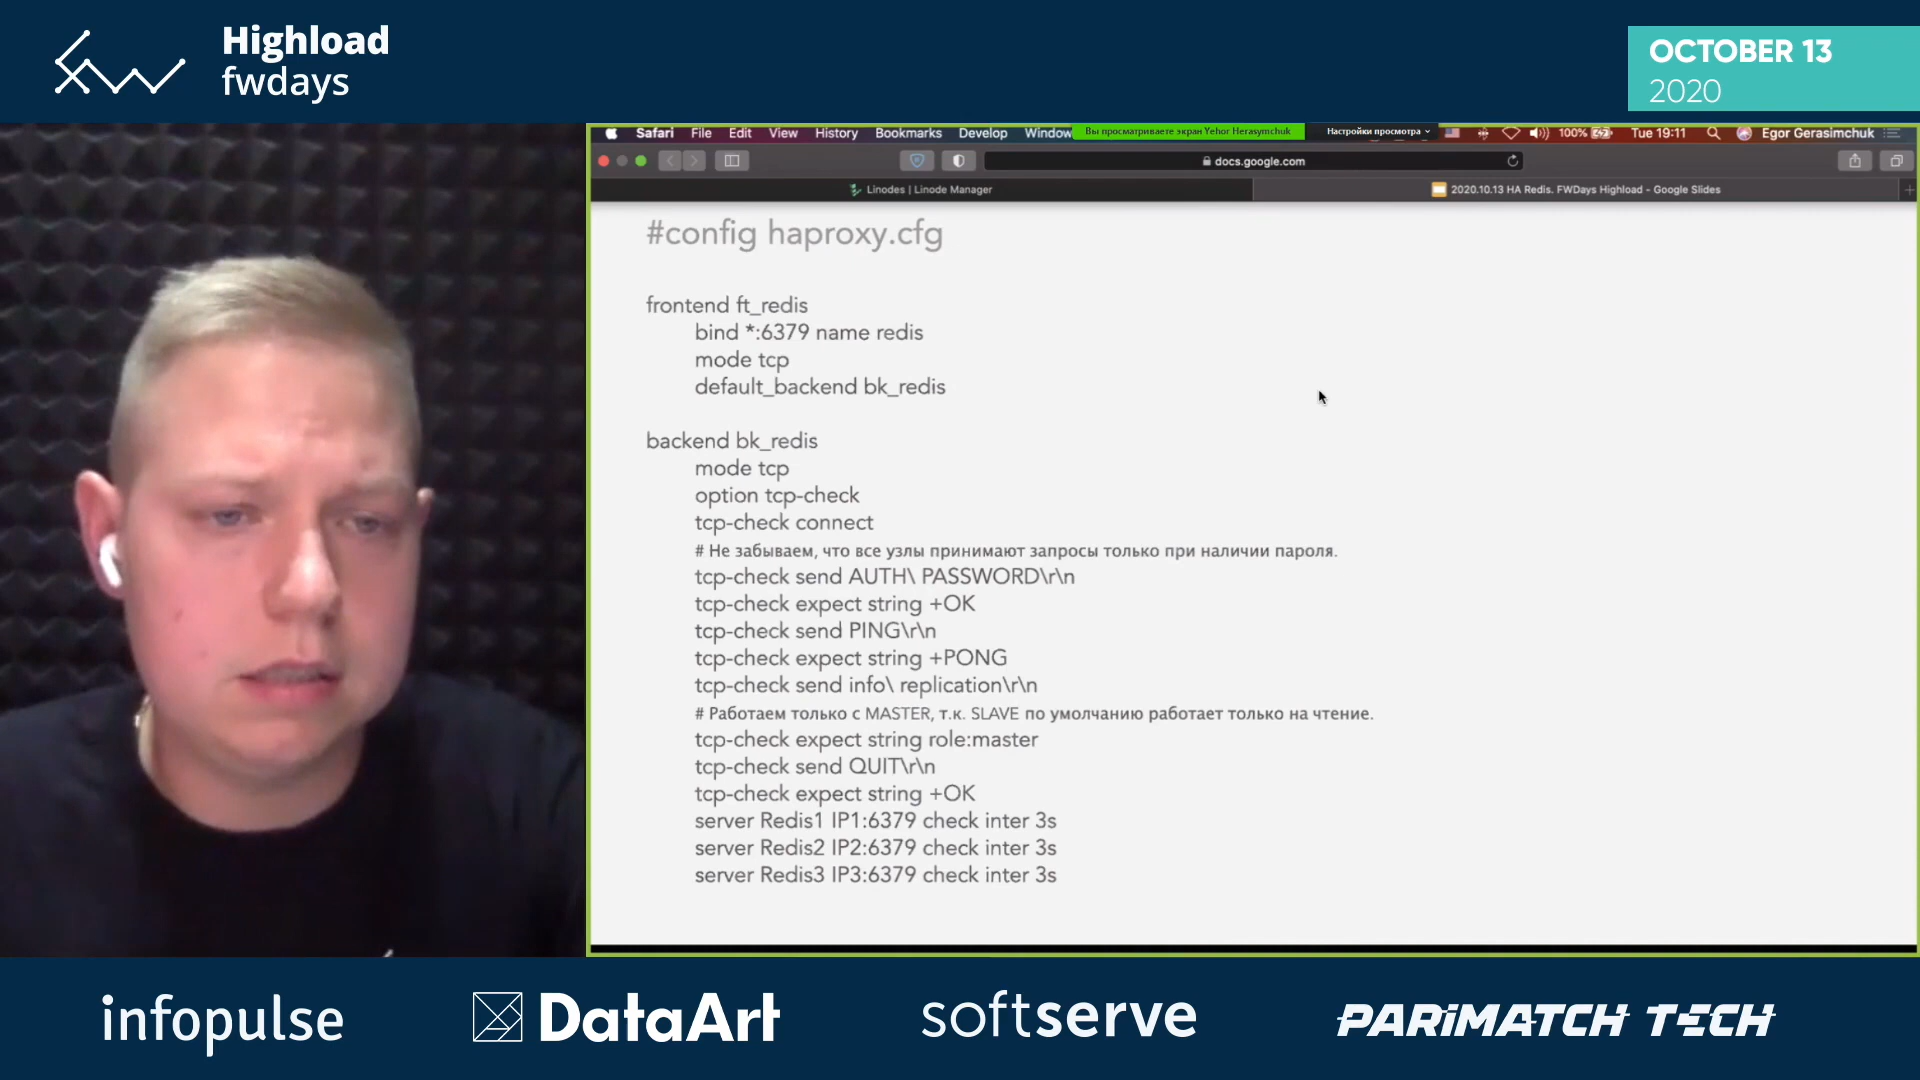 Highload
fwdays
OCTOBER 13
2020
Safari File Edit View History Bookmarks Develop Window
Вы просматриваете экран Yehor Herasymchuk
Настройки просмотра
100%
Tue 19:11
Egor Gerasimchuk
docs.google.com
Linodes | Linode Manager
2020.10.13 HA Redis. FWDays Highload - Google Slides
#config haproxy.cfg
frontend ft_redis
bind *:6379 name redis
mode tcp
default_backend bk_redis
backend bk_redis
mode tcp
option tcp-check
tcp-check connect
# Не забываем, что все узлы принимают запросы только при наличии пароля.
tcp-check send AUTH\ PASSWORD\r\n
tcp-check expect string +OK
tcp-check send PING\r\n
tcp-check expect string +PONG
tcp-check send info\ replication\r\n
# Работаем только с MASTER, т.к. SLAVE по умолчанию работает только на чтение.
tcp-check expect string role:master
tcp-check send QUIT\r\n
tcp-check expect string +OK
server Redis1 IP1:6379 check inter 3s
server Redis2 IP2:6379 check inter 3s
server Redis3 IP3:6379 check inter 3s
infopulse
DataArt
softserve
PARIMATCH TECH